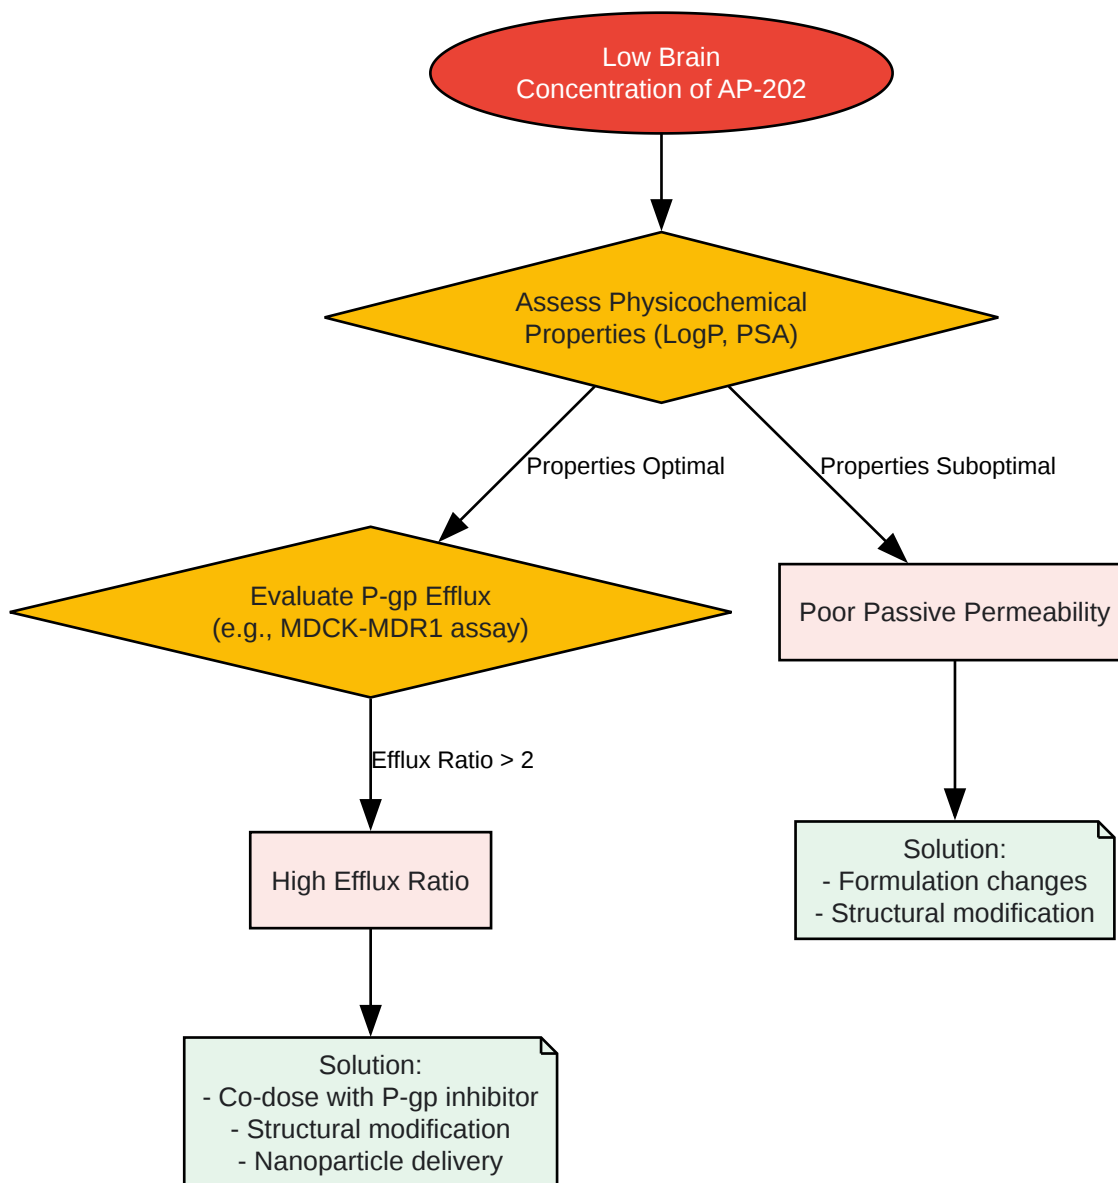 Low Brain
Concentration of AP-202
Assess Physicochemical
Properties (LogP, PSA)
Properties Optimal
Properties Suboptimal
Evaluate P-gp Efflux
(e.g., MDCK-MDR1 assay)
Poor Passive Permeability
Efflux Ratio > 2
High Efflux Ratio
Solution:
- Formulation changes
- Structural modification
Solution:
- Co-dose with P-gp inhibitor
- Structural modification
- Nanoparticle delivery